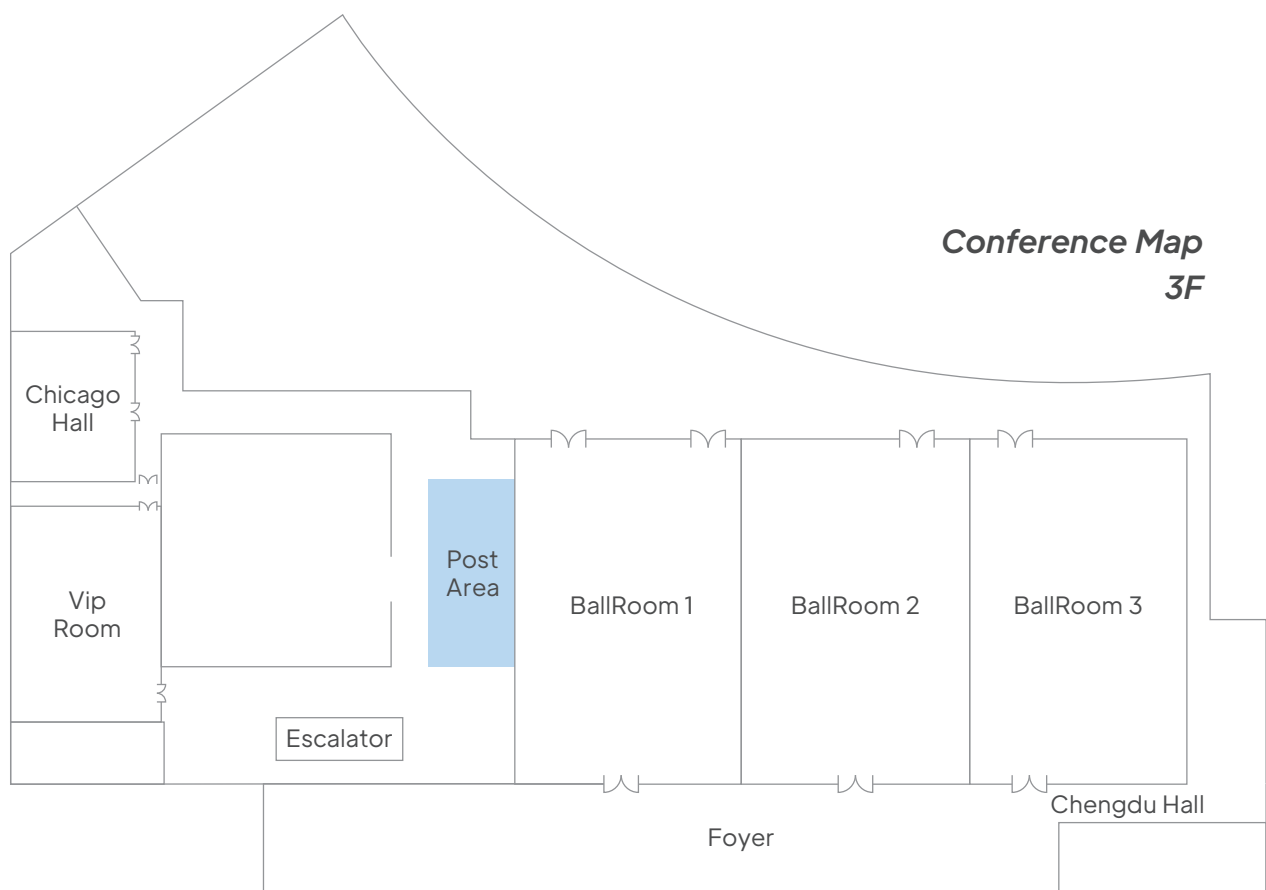 Conference Map
3F
Chicago
Hall
Post
Area
Vip
Room
BallRoom 1
BallRoom 2
BallRoom 3
Escalator
Chengdu Hall
Foyer